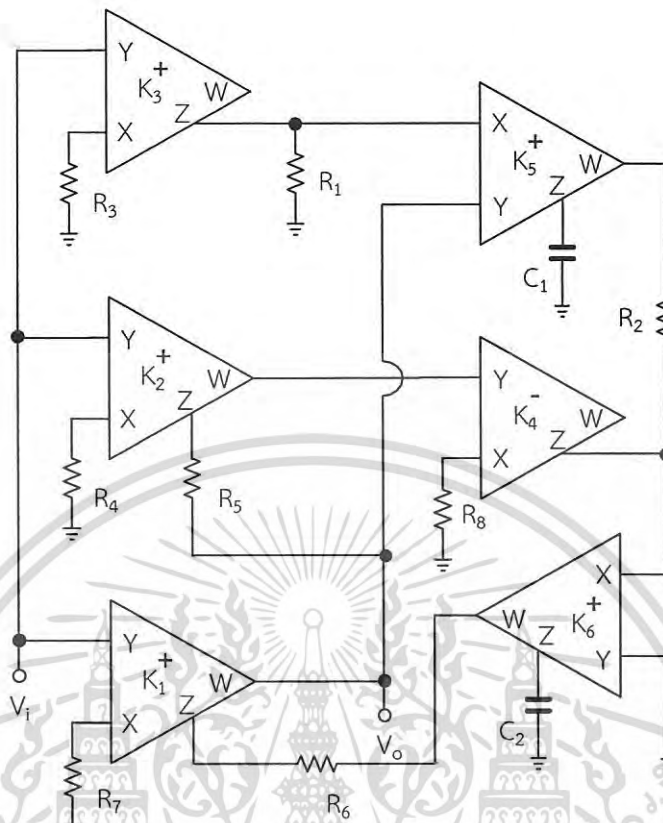 Y
K3
+
W
X
Z
R3
R1
X
K5
+
W
Y
Z
C1
R2
Y
K2
+
W
X
Z
R4
R5
Y
K4
-
W
X
Z
R8
X
K6
+
W
Y
Z
C2
Y
K1
+
W
X
Z
Vi
Vo
R7
R6